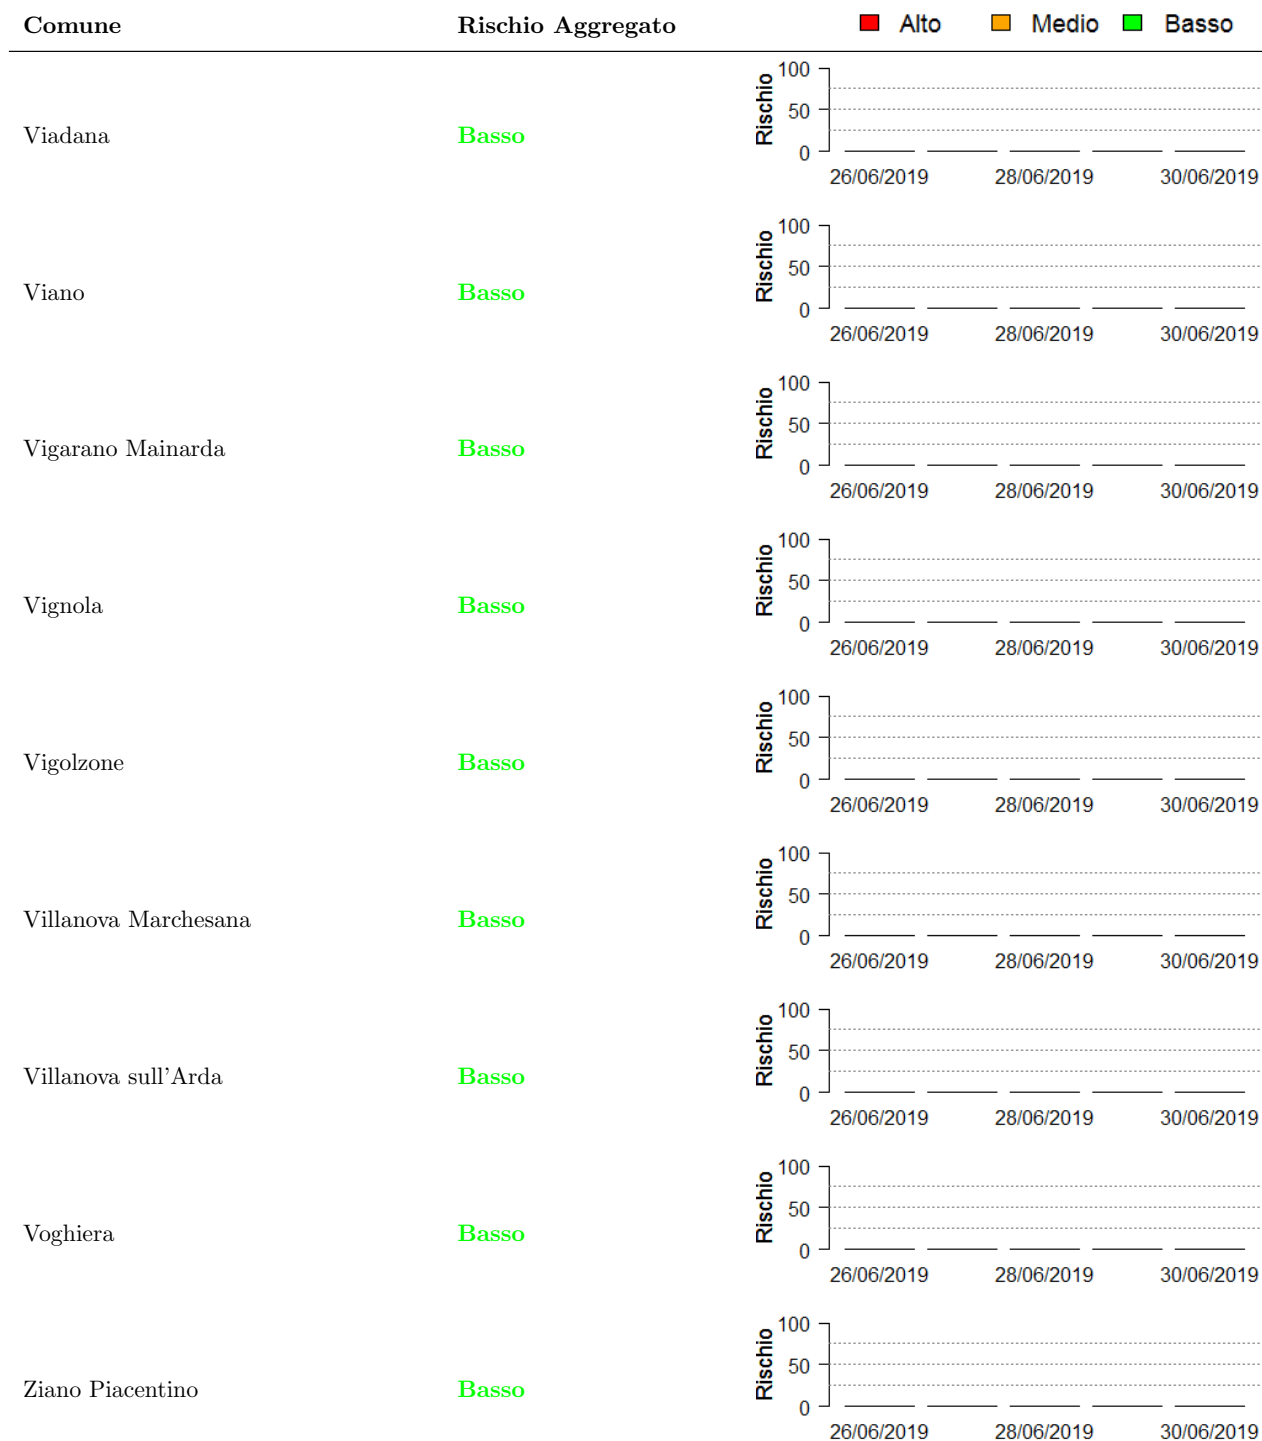 Comune Rischio Aggregato Alto Medio Basso
Viadana Basso Rischio 100 50 0
26/06/2019 28/06/2019 30/06/2019
Viano Basso Rischio 100 50 0
26/06/2019 28/06/2019 30/06/2019
Vigarano Mainarda Basso Rischio 100 50 0
26/06/2019 28/06/2019 30/06/2019
Vignola Basso Rischio 100 50 0
26/06/2019 28/06/2019 30/06/2019
Vigolzone Basso Rischio 100 50 0
26/06/2019 28/06/2019 30/06/2019
Villanova Marchesana Basso Rischio 100 50 0
26/06/2019 28/06/2019 30/06/2019
Villanova sull'Arda Basso Rischio 100 50 0
26/06/2019 28/06/2019 30/06/2019
Voghiera Basso Rischio 100 50 0
26/06/2019 28/06/2019 30/06/2019
Ziano Piacentino Basso Rischio 100 50 0
26/06/2019 28/06/2019 30/06/2019